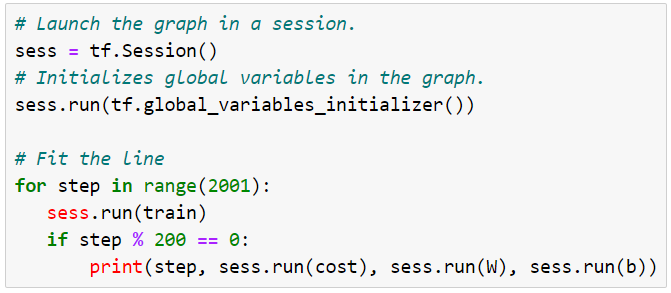 # Launch the graph in a session.
sess = tf.Session()
# Initializes global variables in the graph.
sess.run(tf.global_variables_initializer())

# Fit the line
for step in range(2001):
   sess.run(train)
   if step % 200 == 0:
       print(step, sess.run(cost), sess.run(W), sess.run(b))